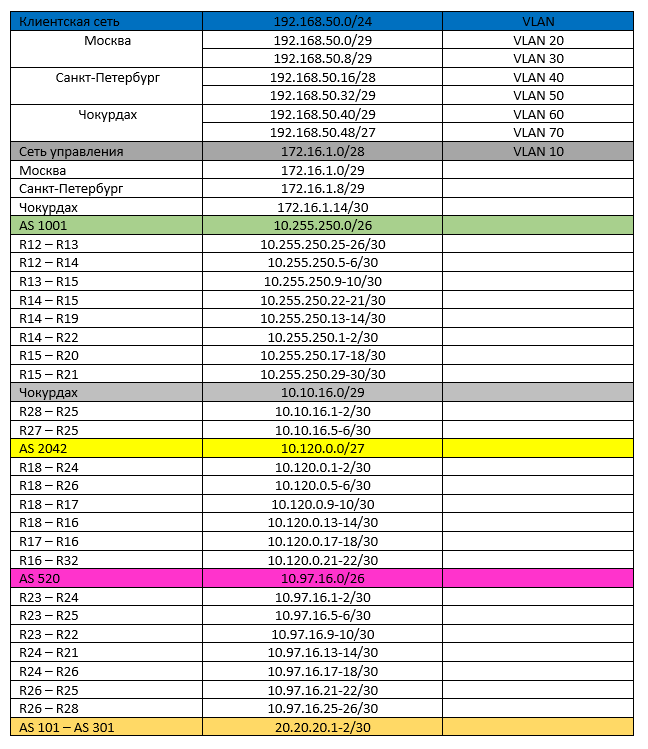 Клиентская сеть 192.168.50.0/24 VLAN
Москва 192.168.50.0/29 VLAN 20
192.168.50.8/29 VLAN 30
Санкт-Петербург 192.168.50.16/28 VLAN 40
192.168.50.32/29 VLAN 50
Чокурдах 192.168.50.40/29 VLAN 60
192.168.50.48/27 VLAN 70
Сеть управления 172.16.1.0/28 VLAN 10
Москва 172.16.1.0/29
Санкт-Петербург 172.16.1.8/29
Чокурдах 172.16.1.14/30
AS 1001 10.255.250.0/26
R12 – R13 10.255.250.25-26/30
R12 – R14 10.255.250.5-6/30
R13 – R15 10.255.250.9-10/30
R14 – R15 10.255.250.22-21/30
R14 – R19 10.255.250.13-14/30
R14 – R22 10.255.250.1-2/30
R15 – R20 10.255.250.17-18/30
R15 – R21 10.255.250.29-30/30
Чокурдах 10.10.16.0/29
R28 – R25 10.10.16.1-2/30
R27 – R25 10.10.16.5-6/30
AS 2042 10.120.0.0/27
R18 – R24 10.120.0.1-2/30
R18 – R26 10.120.0.5-6/30
R18 – R17 10.120.0.9-10/30
R18 – R16 10.120.0.13-14/30
R17 – R16 10.120.0.17-18/30
R16 – R32 10.120.0.21-22/30
AS 520 10.97.16.0/26
R23 – R24 10.97.16.1-2/30
R23 – R25 10.97.16.5-6/30
R23 – R22 10.97.16.9-10/30
R24 – R21 10.97.16.13-14/30
R24 – R26 10.97.16.17-18/30
R26 – R25 10.97.16.21-22/30
R26 – R28 10.97.16.25-26/30
AS 101 – AS 301 20.20.20.1-2/30